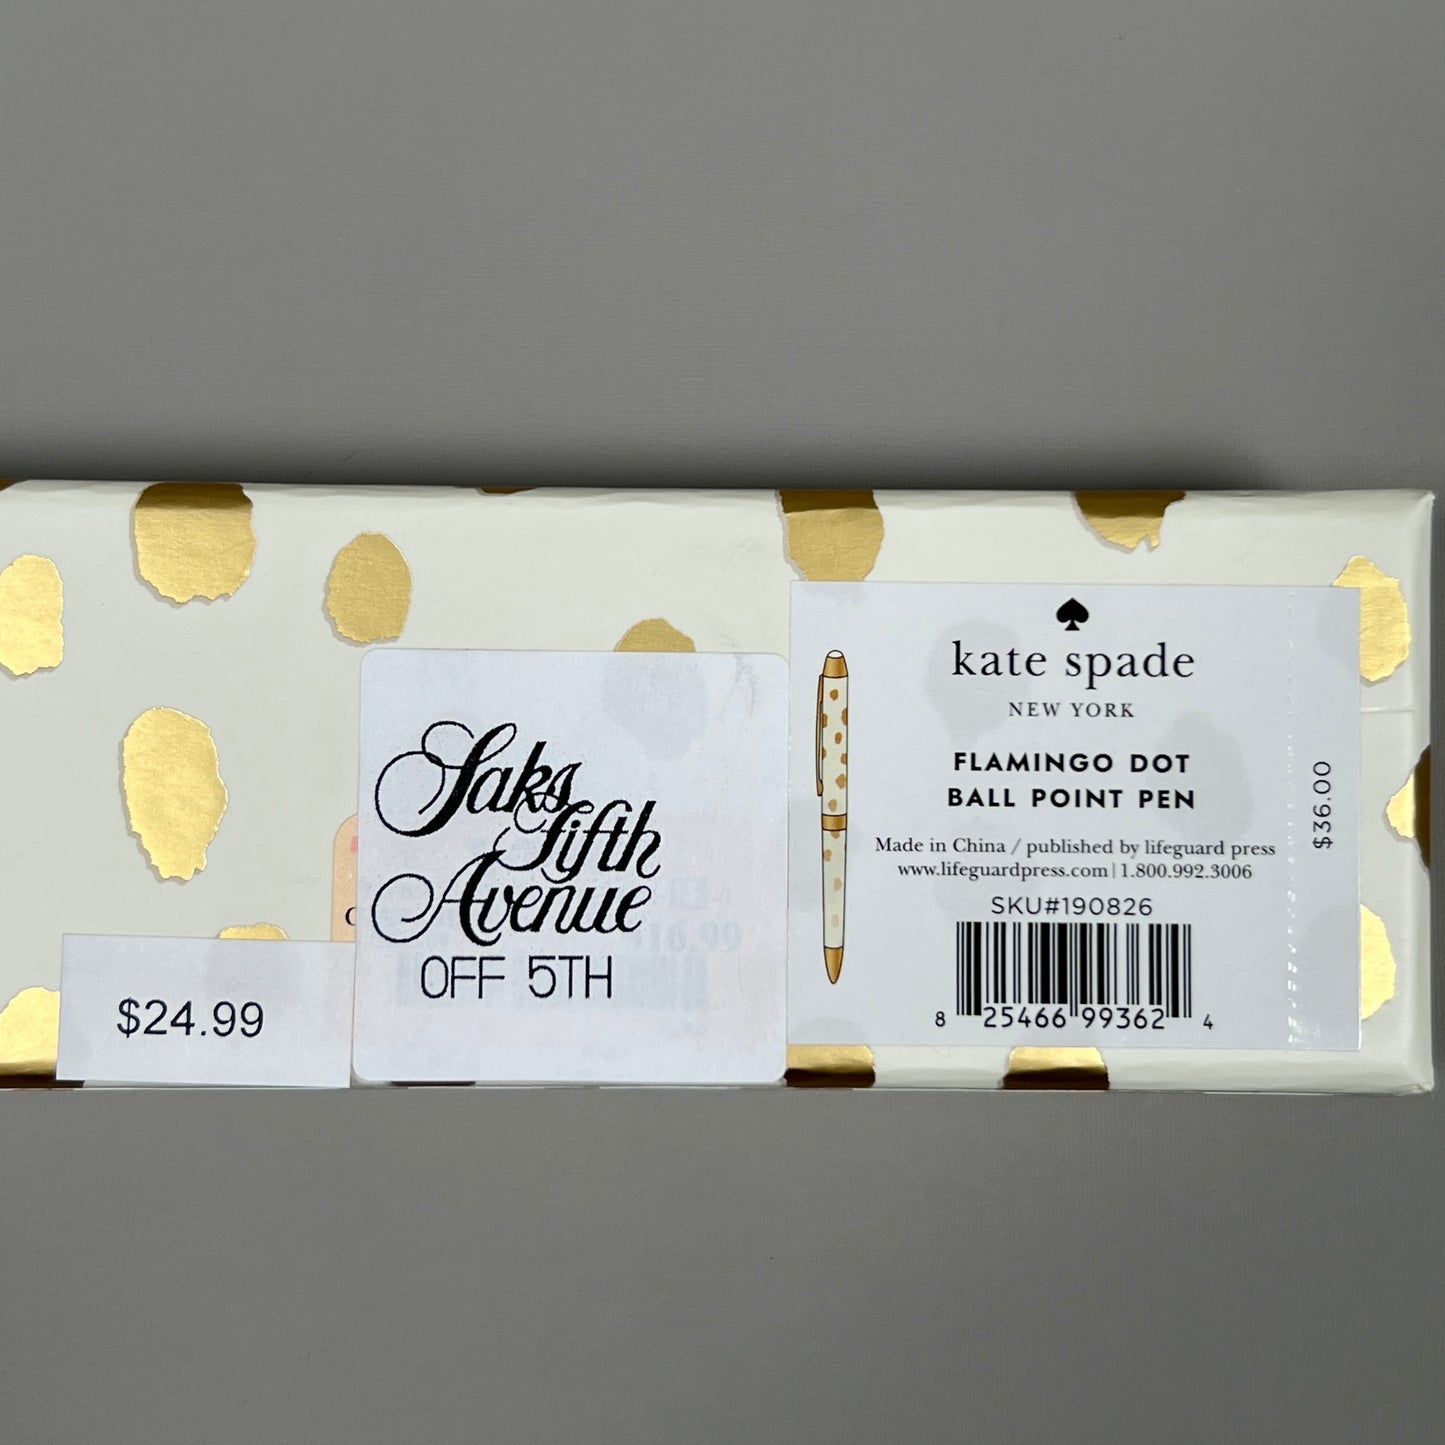 $24.99
Saks
fifth
Avenue
OFF 5TH
$16.99
kate spade
NEW YORK
FLAMINGO DOT
BALL POINT PEN
Made in China / published by lifeguard press
www.lifeguardpress.com | 1.800.992.3006
SKU#190826
8 25466 99362 4
$36.00